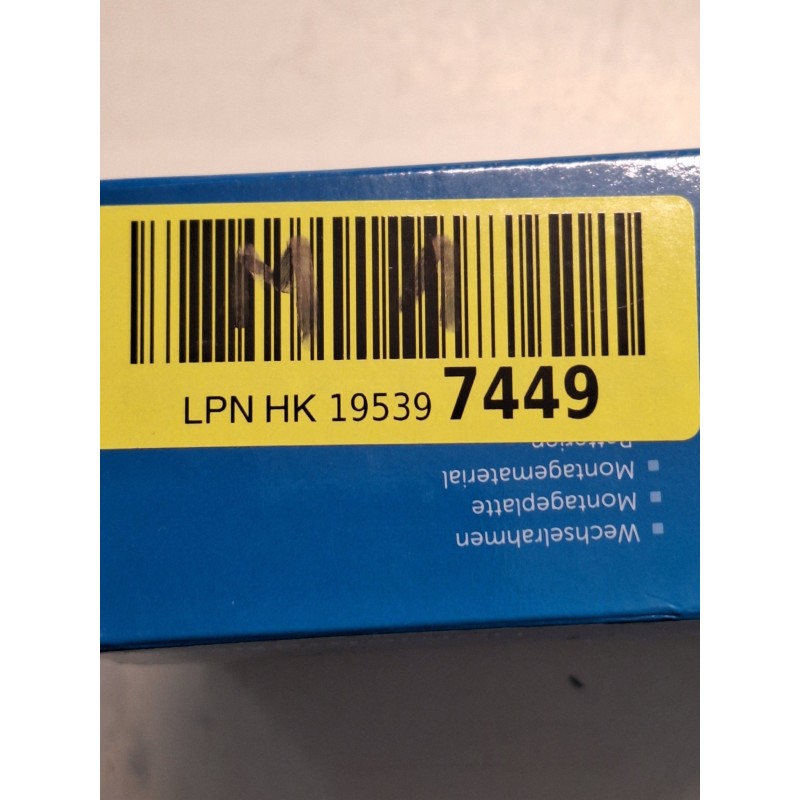 M M
LPN HK 19539 7449
Wechselrahmen
Montageplatte
Montagematerial